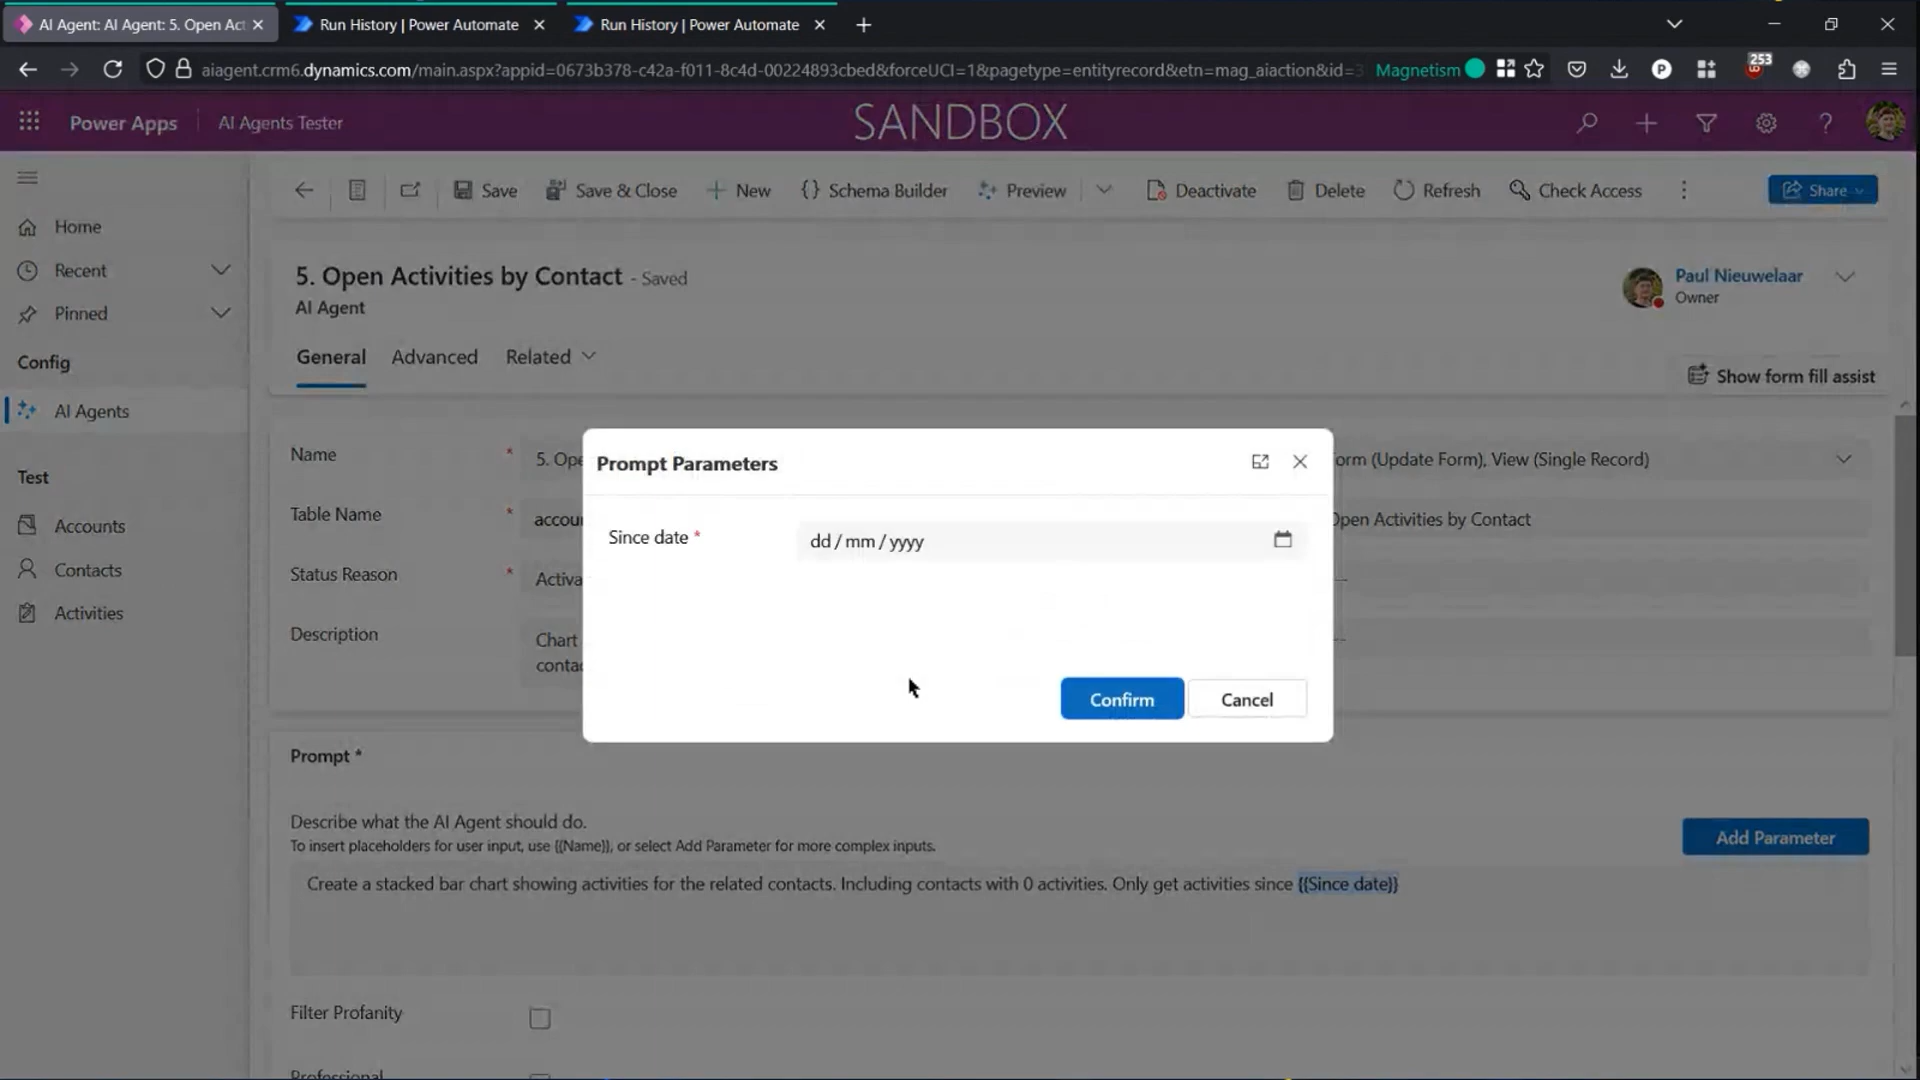 AI Agent: AI Agent: 5. Open Act
Run History | Power Automate
Run History | Power Automate
aiagent.crm6.dynamics.com/main.aspx?appid=0673b378-c42a-f011-8c4d-00224893cbed&forceUCI=1&pagetype=entityrecord&etn=mag_aiaction&id=3
Magnetism
253
P
Power Apps
AI Agents Tester
SANDBOX
Save
Save & Close
New
Schema Builder
Preview
Deactivate
Delete
Refresh
Check Access
Share
Home
Recent
Pinned
Config
AI Agents
Test
Accounts
Contacts
Activities
5. Open Activities by Contact - Saved
AI Agent
Paul Nieuwelaar
Owner
General
Advanced
Related
Show form fill assist
Name *
5. Ope
orm (Update Form), View (Single Record)
Table Name *
accou
Open Activities by Contact
Status Reason *
Activa
---
Description
Chart
conta
---
Prompt Parameters
Since date *
dd / mm / yyyy
Confirm
Cancel
Prompt *
Describe what the AI Agent should do.
To insert placeholders for user input, use {{Name}}, or select Add Parameter for more complex inputs.
Add Parameter
Create a stacked bar chart showing activities for the related contacts. Including contacts with 0 activities. Only get activities since {{Since date}}
Filter Profanity
Professional